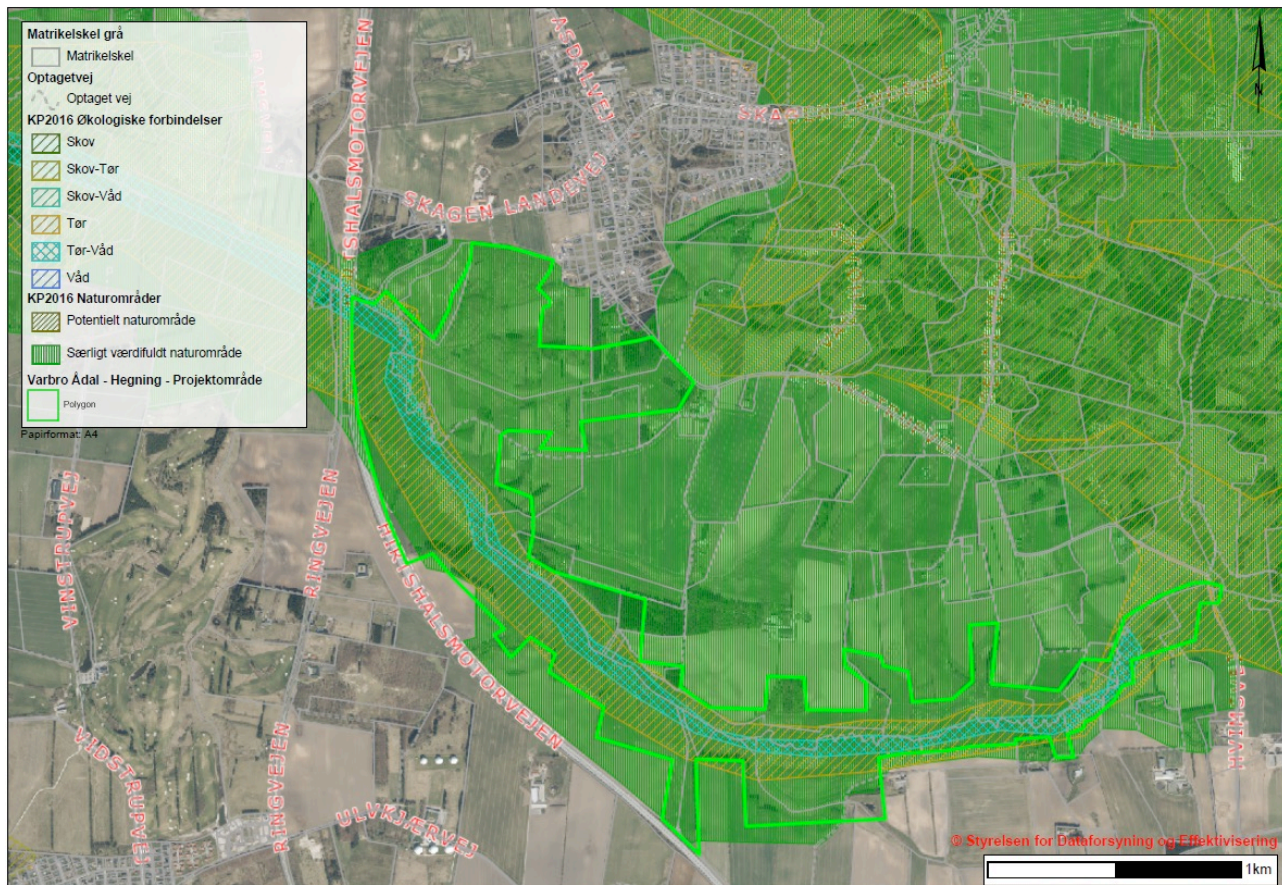 Matrikelskel grå
Matrikelskel
Optagetvej
Optaget vej
KP2016 Økologiske forbindelser
Skov
Skov-Tør
Skov-Våd
Tør
Tør-Våd
Våd
KP2016 Naturområder
Potentielt naturområde
Særligt værdifuldt naturområde
Varbro Ådal - Hegning - Projektområde
Polygon
Papirformat: A4
ASDALVEJ
SKAGEN LANDEVEJ
N
RINGVEJEN
HIRTSHALSMOTORVEJEN
VINSTRUPVEJ
VIDSTRUPVEJ
RINGVEJEN
ULVKJÆRVEJ
© Styrelsen for Dataforsyning og Effektivisering
1km